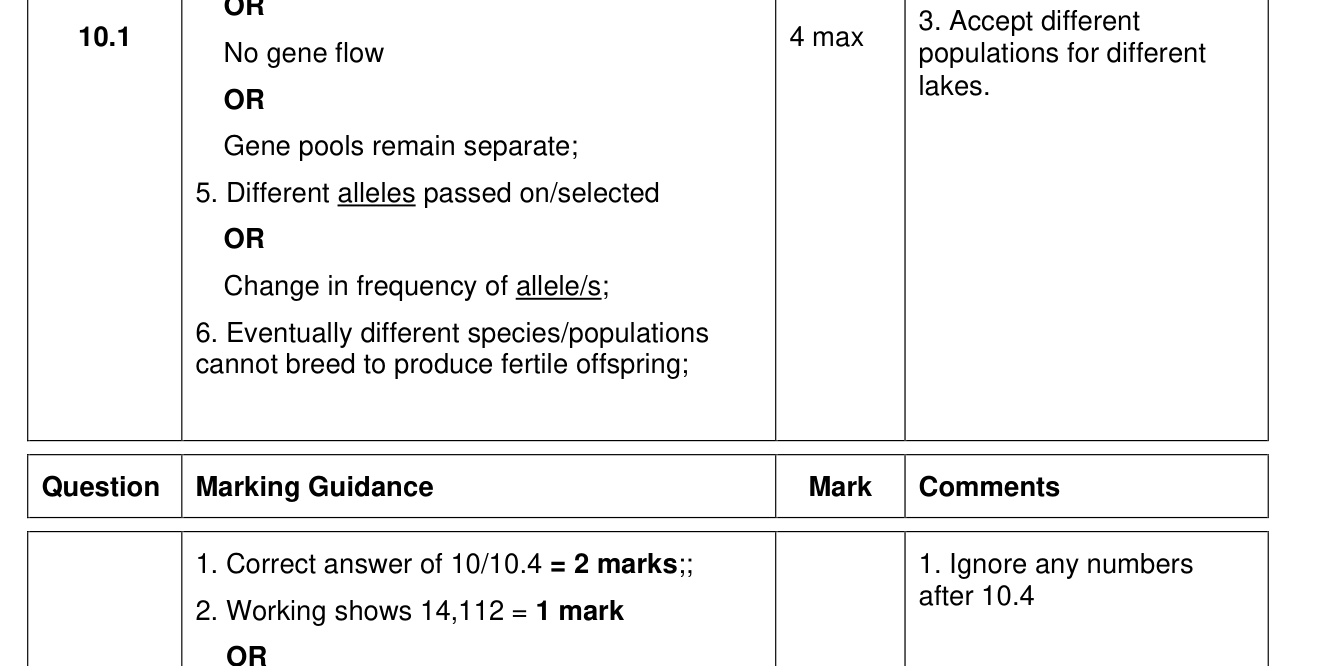 OR
10.1
No gene flow
OR
Gene pools remain separate;
5. Different alleles passed on/selected
OR
Change in frequency of allele/s;
6. Eventually different species/populations
cannot breed to produce fertile offspring;
4 max
3. Accept different
populations for different
lakes.
Question Marking Guidance Mark Comments
1. Correct answer of 10/10.4 = 2 marks;;
2. Working shows 14,112 = 1 mark
OR
1. Ignore any numbers
after 10.4